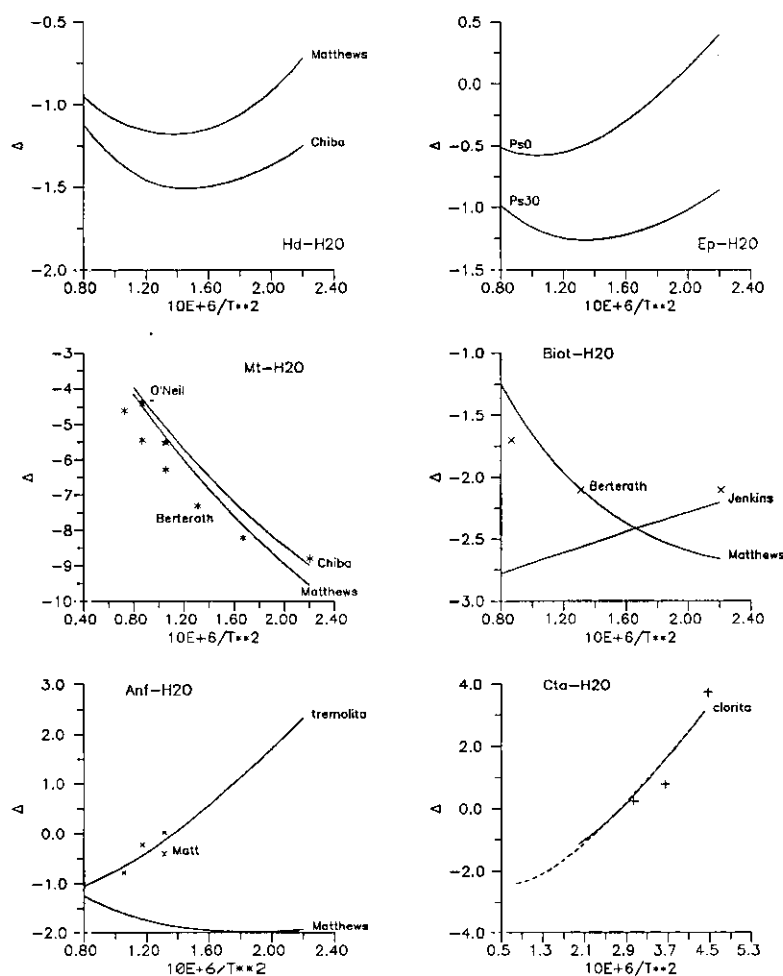 -0.5
-1.0
-1.5
-2.0
Δ
Matthews
Chiba
Hd-H2O
0.80 1.20 1.60 2.00 2.40
10E+6/T**2
0.5
0.0
-0.5
-1.0
-1.5
Δ
Ps0
Ps30
Ep-H2O
0.80 1.20 1.60 2.00 2.40
10E+6/T**2
-3
-4
-5
-6
-7
-8
-9
-10
Δ
Mt-H2O
O'Neil
Berterath
Chiba
Matthews
0.40 0.80 1.20 1.60 2.00 2.40
10E+6/T**2
-1.0
-1.5
-2.0
-2.5
-3.0
Δ
Biot-H2O
Berterath
Jenkins
Matthews
0.80 1.20 1.60 2.00 2.40
10E+6/T**2
3.0
2.0
1.0
0.0
-1.0
-2.0
Δ
Anf-H2O
tremolita
Matt
Matthews
0.80 1.20 1.60 2.00 2.40
10E+6/T**2
4.0
2.0
0.0
-2.0
-4.0
Δ
Cta-H2O
clorita
0.5 1.3 2.1 2.9 3.7 4.5 5.3
10E+6/T**2